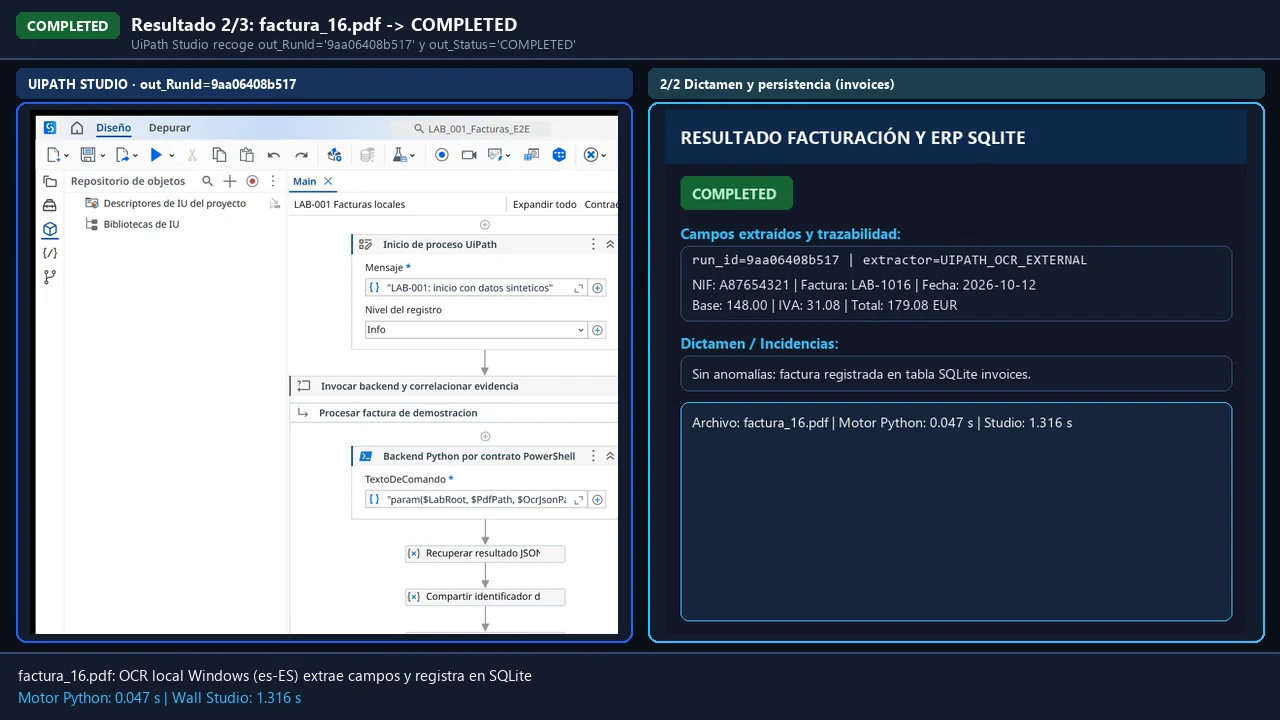 COMPLETED
Resultado 2/3: factura_16.pdf -> COMPLETED
UiPath Studio recoge out_RunId='9aa06408b517' y out_Status='COMPLETED'
UIPATH STUDIO · out_RunId=9aa06408b517
Diseño
Depurar
LAB_001_Facturas_E2E
Repositorio de objetos
Descriptores de IU del proyecto
Bibliotecas de IU
Main
LAB-001 Facturas locales
Expandir todo
Contrae
Inicio de proceso UiPath
Mensaje *
"LAB-001: inicio con datos sinteticos"
Nivel del registro
Info
Invocar backend y correlacionar evidencia
Procesar factura de demostracion
Backend Python por contrato PowerShell
TextoDeComando *
"param($LabRoot, $PdfPath, $OcrJsonPa
Recuperar resultado JSON
Compartir identificador d
2/2 Dictamen y persistencia (invoices)
RESULTADO FACTURACIÓN Y ERP SQLITE
COMPLETED
Campos extraídos y trazabilidad:
run_id=9aa06408b517 | extractor=UIPATH_OCR_EXTERNAL
NIF: A87654321 | Factura: LAB-1016 | Fecha: 2026-10-12
Base: 148.00 | IVA: 31.08 | Total: 179.08 EUR
Dictamen / Incidencias:
Sin anomalías: factura registrada en tabla SQLite invoices.
Archivo: factura_16.pdf | Motor Python: 0.047 s | Studio: 1.316 s
factura_16.pdf: OCR local Windows (es-ES) extrae campos y registra en SQLite
Motor Python: 0.047 s | Wall Studio: 1.316 s